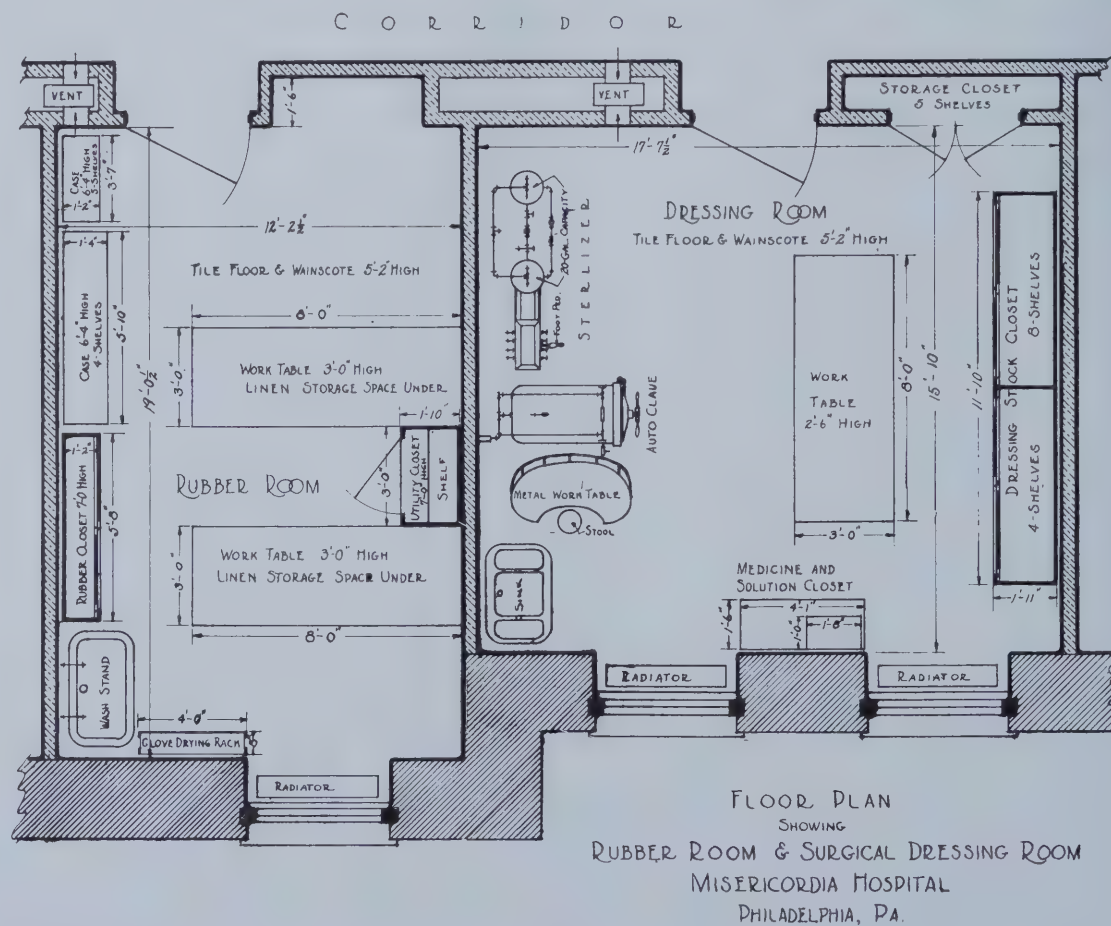 CORRIDOR
VENT
1'-6"
VENT
STORAGE CLOSET
5 SHELVES
CASE
6'-4" HIGH
5-SHELVES
1'-2"
3'-7"
12'-2½"
TILE FLOOR & WAINSCOTE 5'-2" HIGH
8'-0"
1'-4"
CASE 6'-4" HIGH
4-SHELVES
5'-10"
19'-0½"
3'-0"
WORK TABLE 3'-0" HIGH
LINEN STORAGE SPACE UNDER
1'-10"
3'-0"
UTILITY CLOSET
7'-0" HIGH
SHELF
RUBBER ROOM
1'-2"
RUBBER CLOSET 7'-0 HIGH
5'-8"
3'-0"
WORK TABLE 3'-0" HIGH
LINEN STORAGE SPACE UNDER
8'-0"
WASH STAND
4'-0"
GLOVE DRYING RACK
RADIATOR
17'-7½"
DRESSING ROOM
TILE FLOOR & WAINSCOTE 5'-2" HIGH
20-GAL. CAPACITY
STERLIZER
FOOT PED.
AUTO CLAVE
METAL WORK TABLE
STOOL
SINK
WORK
TABLE
2'-6" HIGH
8'-0"
3'-0"
15'-10"
11'-10"
DRESSING STOCK CLOSET
8-SHELVES
4-SHELVES
1'-11"
MEDICINE AND
SOLUTION CLOSET
4'-1"
1'-6"
1'-0"
1'-8"
RADIATOR
RADIATOR
FLOOR PLAN
SHOWING
RUBBER ROOM & SURGICAL DRESSING ROOM
MISERICORDIA HOSPITAL
PHILADELPHIA, PA.